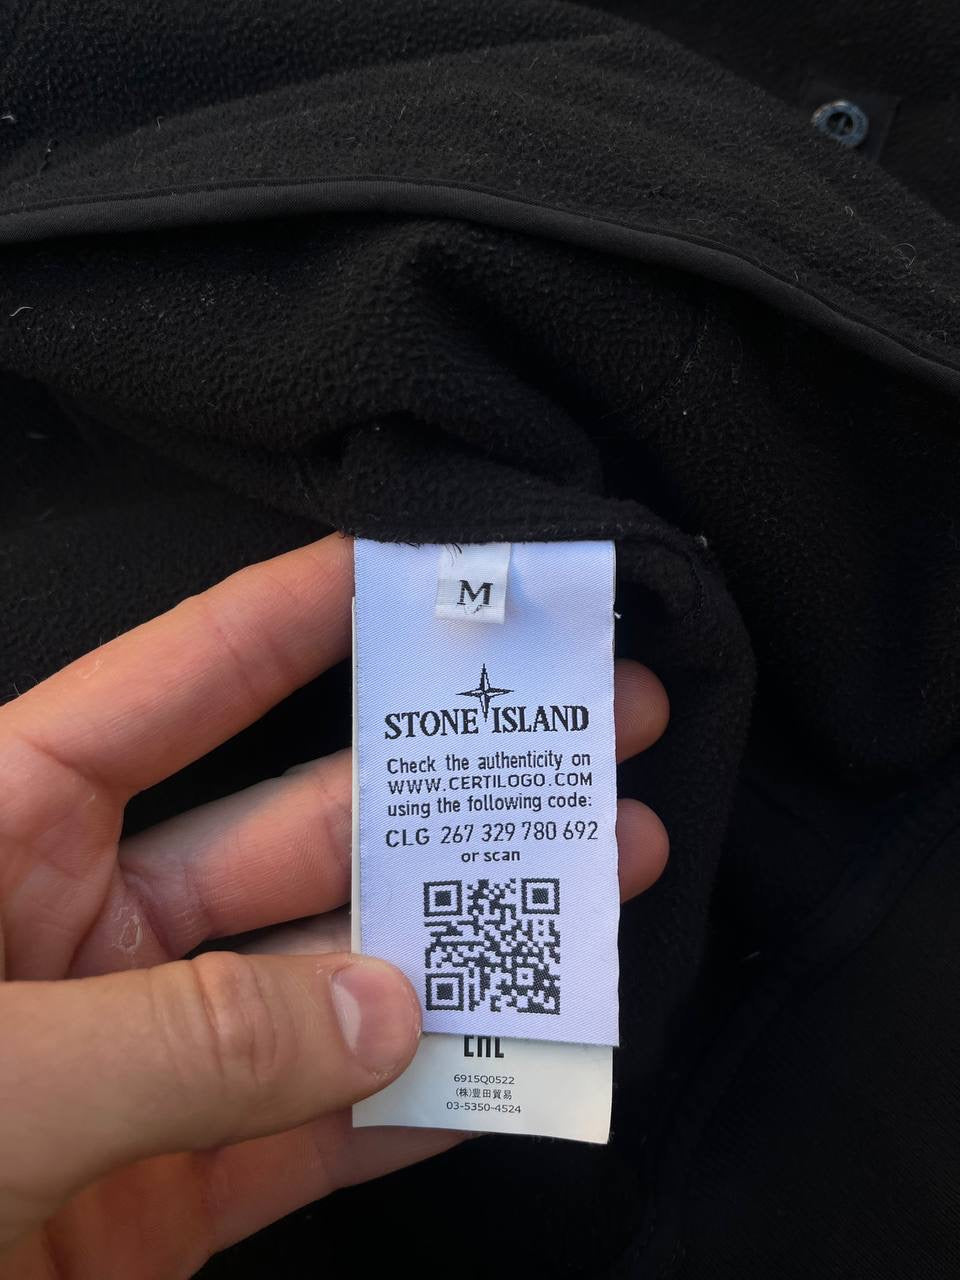 M
STONE ISLAND
Check the authenticity on
WWW.CERTILOGO.COM
using the following code:
CLG 267 329 780 692
or scan
EAC
6915Q0522
(株)豊田貿易
03-5350-4524